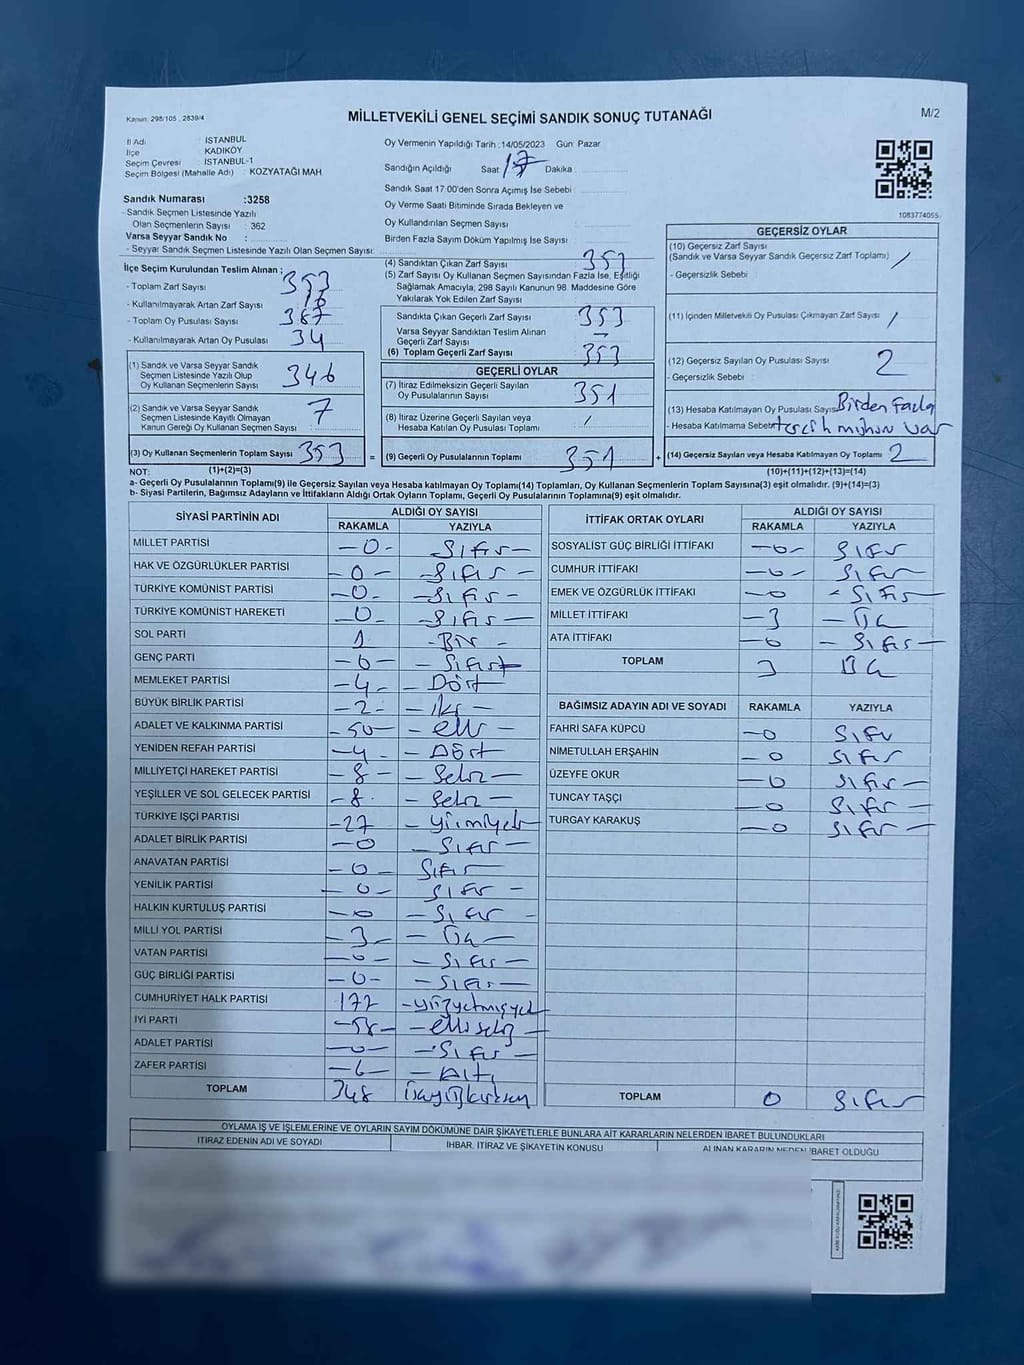 Kanun: 298/105 , 2839/4
MİLLETVEKİLİ GENEL SEÇİMİ SANDIK SONUÇ TUTANAĞI
M/2
İl Adı : İSTANBUL
İlçe : KADIKÖY
Seçim Çevresi : İSTANBUL-1
Seçim Bölgesi (Mahalle Adı) : KOZYATAĞI MAH.
Oy Vermenin Yapıldığı Tarih :14/05/2023 Gün: Pazar
Sandığın Açıldığı Saat: 17 Dakika :
Sandık Saat 17:00'den Sonra Açılmış İse Sebebi :
Oy Verme Saati Bitiminde Sırada Bekleyen ve
Oy Kullandırılan Seçmen Sayısı :
Birden Fazla Sayım Döküm Yapılmış İse Sayısı :
1083774055
Sandık Numarası :3258
- Sandık Seçmen Listesinde Yazılı
Olan Seçmenlerin Sayısı : 362
Varsa Seyyar Sandık No :
- Seyyar Sandık Seçmen Listesinde Yazılı Olan Seçmen Sayısı:
İlçe Seçim Kurulundan Teslim Alınan ;
- Toplam Zarf Sayısı : 353
- Kullanılmayarak Artan Zarf Sayısı : 16
- Toplam Oy Pusulası Sayısı : 387
- Kullanılmayarak Artan Oy Pusulası : 34
(1) Sandık ve Varsa Seyyar Sandık
Seçmen Listesinde Yazılı Olup
Oy Kullanan Seçmenlerin Sayısı : 346
(2) Sandık ve Varsa Seyyar Sandık
Seçmen Listesinde Kayıtlı Olmayan
Kanun Gereği Oy Kullanan Seçmen Sayısı : 7
(3) Oy Kullanan Seçmenlerin Toplam Sayısı : 353
(1)+(2)=(3)
(4) Sandıktan Çıkan Zarf Sayısı : 353
(5) Zarf Sayısı Oy Kullanan Seçmen Sayısından Fazla İse, Eşitliği
Sağlamak Amacıyla, 298 Sayılı Kanunun 98. Maddesine Göre
Yakılarak Yok Edilen Zarf Sayısı :
Sandıkta Çıkan Geçerli Zarf Sayısı : 353
Varsa Seyyar Sandıktan Teslim Alınan
Geçerli Zarf Sayısı : —
(6) Toplam Geçerli Zarf Sayısı : 353
GEÇERLİ OYLAR
(7) İtiraz Edilmeksizin Geçerli Sayılan
Oy Pusulalarının Sayısı : 351
(8) İtiraz Üzerine Geçerli Sayılan veya
Hesaba Katılan Oy Pusulası Toplamı : /
= (9) Geçerli Oy Pusulalarının Toplamı : 351
GEÇERSİZ OYLAR
(10) Geçersiz Zarf Sayısı
(Sandık ve Varsa Seyyar Sandık Geçersiz Zarf Toplamı) : /
- Geçersizlik Sebebi :
(11) İçinden Milletvekili Oy Pusulası Çıkmayan Zarf Sayısı : /
(12) Geçersiz Sayılan Oy Pusulası Sayısı : 2
- Geçersizlik Sebebi :
(13) Hesaba Katılmayan Oy Pusulası Sayısı: Birden fazla
- Hesaba Katılmama Sebebi: tercih mührü var
+ (14) Geçersiz Sayılan veya Hesaba Katılmayan Oy Toplamı : 2
(10)+(11)+(12)+(13)=(14)
NOT:
a- Geçerli Oy Pusulalarının Toplamı(9) ile Geçersiz Sayılan veya Hesaba katılmayan Oy Toplamı(14) Toplamları, Oy Kullanan Seçmenlerin Toplam Sayısına(3) eşit olmalıdır. (9)+(14)=(3)
b- Siyasi Partilerin, Bağımsız Adayların ve İttifakların Aldığı Ortak Oyların Toplamı, Geçerli Oy Pusulalarının Toplamına(9) eşit olmalıdır.
SİYASİ PARTİNİN ADI
ALDIĞI OY SAYISI
RAKAMLA YAZIYLA
MİLLET PARTİSİ —0— Sıfır—
HAK VE ÖZGÜRLÜKLER PARTİSİ —0— —Sıfır—
TÜRKİYE KOMÜNİST PARTİSİ —0— —Sıfır—
TÜRKİYE KOMÜNİST HAREKETİ —0— —Sıfır—
SOL PARTİ 1 —Bir—
GENÇ PARTİ —0— —Sıfır—
MEMLEKET PARTİSİ —4— —Dört
BÜYÜK BİRLİK PARTİSİ —2— —iki—
ADALET VE KALKINMA PARTİSİ —50— —elli—
YENİDEN REFAH PARTİSİ —4— —Dört
MİLLİYETÇİ HAREKET PARTİSİ —8— —Sekiz—
YEŞİLLER VE SOL GELECEK PARTİSİ —8— —Sekiz—
TÜRKİYE İŞÇİ PARTİSİ —27 —yirmiyedi
ADALET BİRLİK PARTİSİ —0 —Sıfır—
ANAVATAN PARTİSİ —0— Sıfır—
YENİLİK PARTİSİ —0— Sıfır—
HALKIN KURTULUŞ PARTİSİ —0 —Sıfır—
MİLLİ YOL PARTİSİ —3— —Üç—
VATAN PARTİSİ —0— —Sıfır—
GÜÇ BİRLİĞİ PARTİSİ —0— —Sıfır—
CUMHURİYET HALK PARTİSİ 177 —yüzyetmişyedi
İYİ PARTİ —58— —ellisekiz—
ADALET PARTİSİ —0— —Sıfır—
ZAFER PARTİSİ —6— —Altı
TOPLAM 348 Üçyüzkırksekiz
İTTİFAK ORTAK OYLARI
ALDIĞI OY SAYISI
RAKAMLA YAZIYLA
SOSYALİST GÜÇ BİRLİĞİ İTTİFAKI —0— Sıfır
CUMHUR İTTİFAKI —0— Sıfır
EMEK VE ÖZGÜRLÜK İTTİFAKI —0 —Sıfır—
MİLLET İTTİFAKI —3 —Üç
ATA İTTİFAKI —0 —Sıfır—
TOPLAM 3 Üç
BAĞIMSIZ ADAYIN ADI VE SOYADI RAKAMLA YAZIYLA
FAHRİ SAFA KÜPCÜ —0 Sıfır
NİMETULLAH ERŞAHİN —0 Sıfır
ÜZEYFE OKUR —0 Sıfır—
TUNCAY TAŞÇI —0 Sıfır—
TURGAY KARAKUŞ —0 Sıfır—
TOPLAM 0 Sıfır
OYLAMA İŞ VE İŞLEMLERİNE VE OYLARIN SAYIM DÖKÜMÜNE DAİR ŞİKAYETLERLE BUNLARA AİT KARARLARIN NELERDEN İBARET BULUNDUKLARI
İTİRAZ EDENİN ADI VE SOYADI
İHBAR, İTİRAZ VE ŞİKAYETİN KONUSU
ALINAN KARARIN NEDEN İBARET OLDUĞU